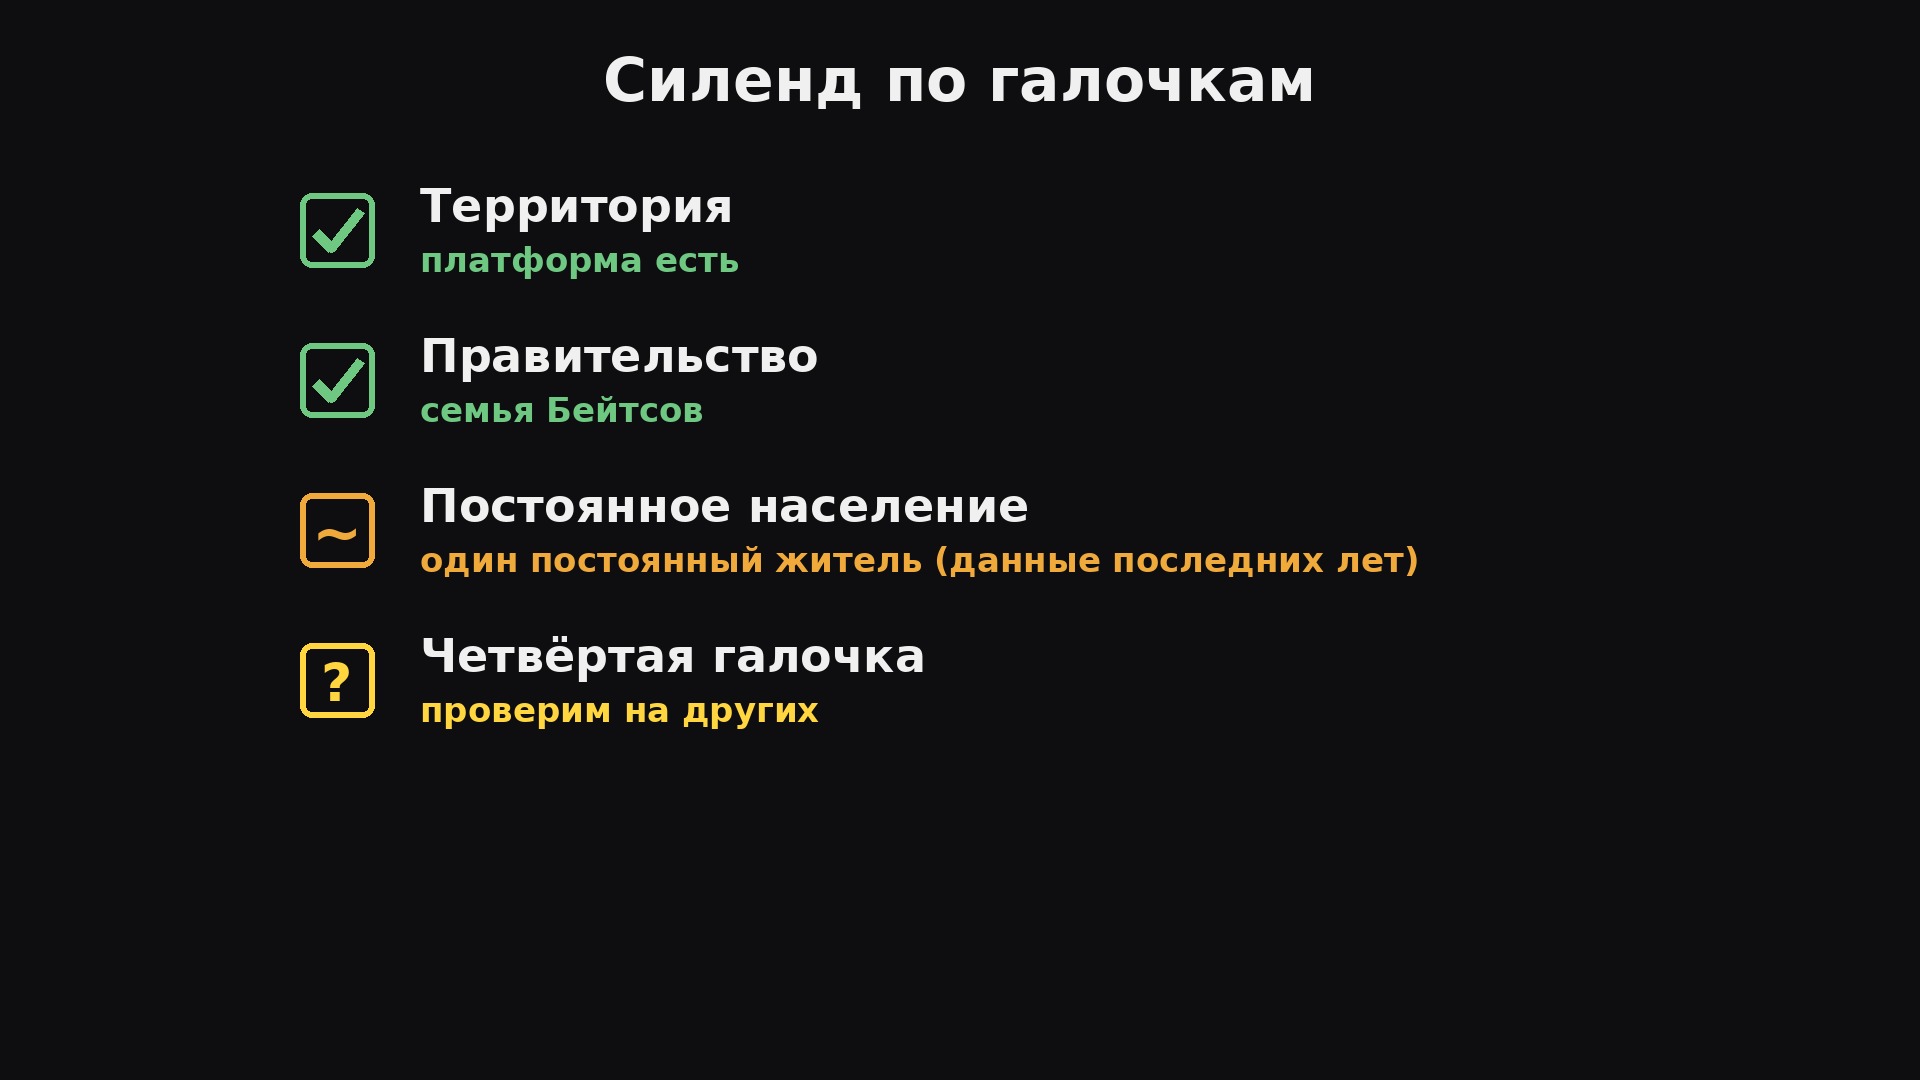 Силенд по галочкам
Территория
платформа есть
Правительство
семья Бейтсов
~
Постоянное население
один постоянный житель (данные последних лет)
?
Четвёртая галочка
проверим на других